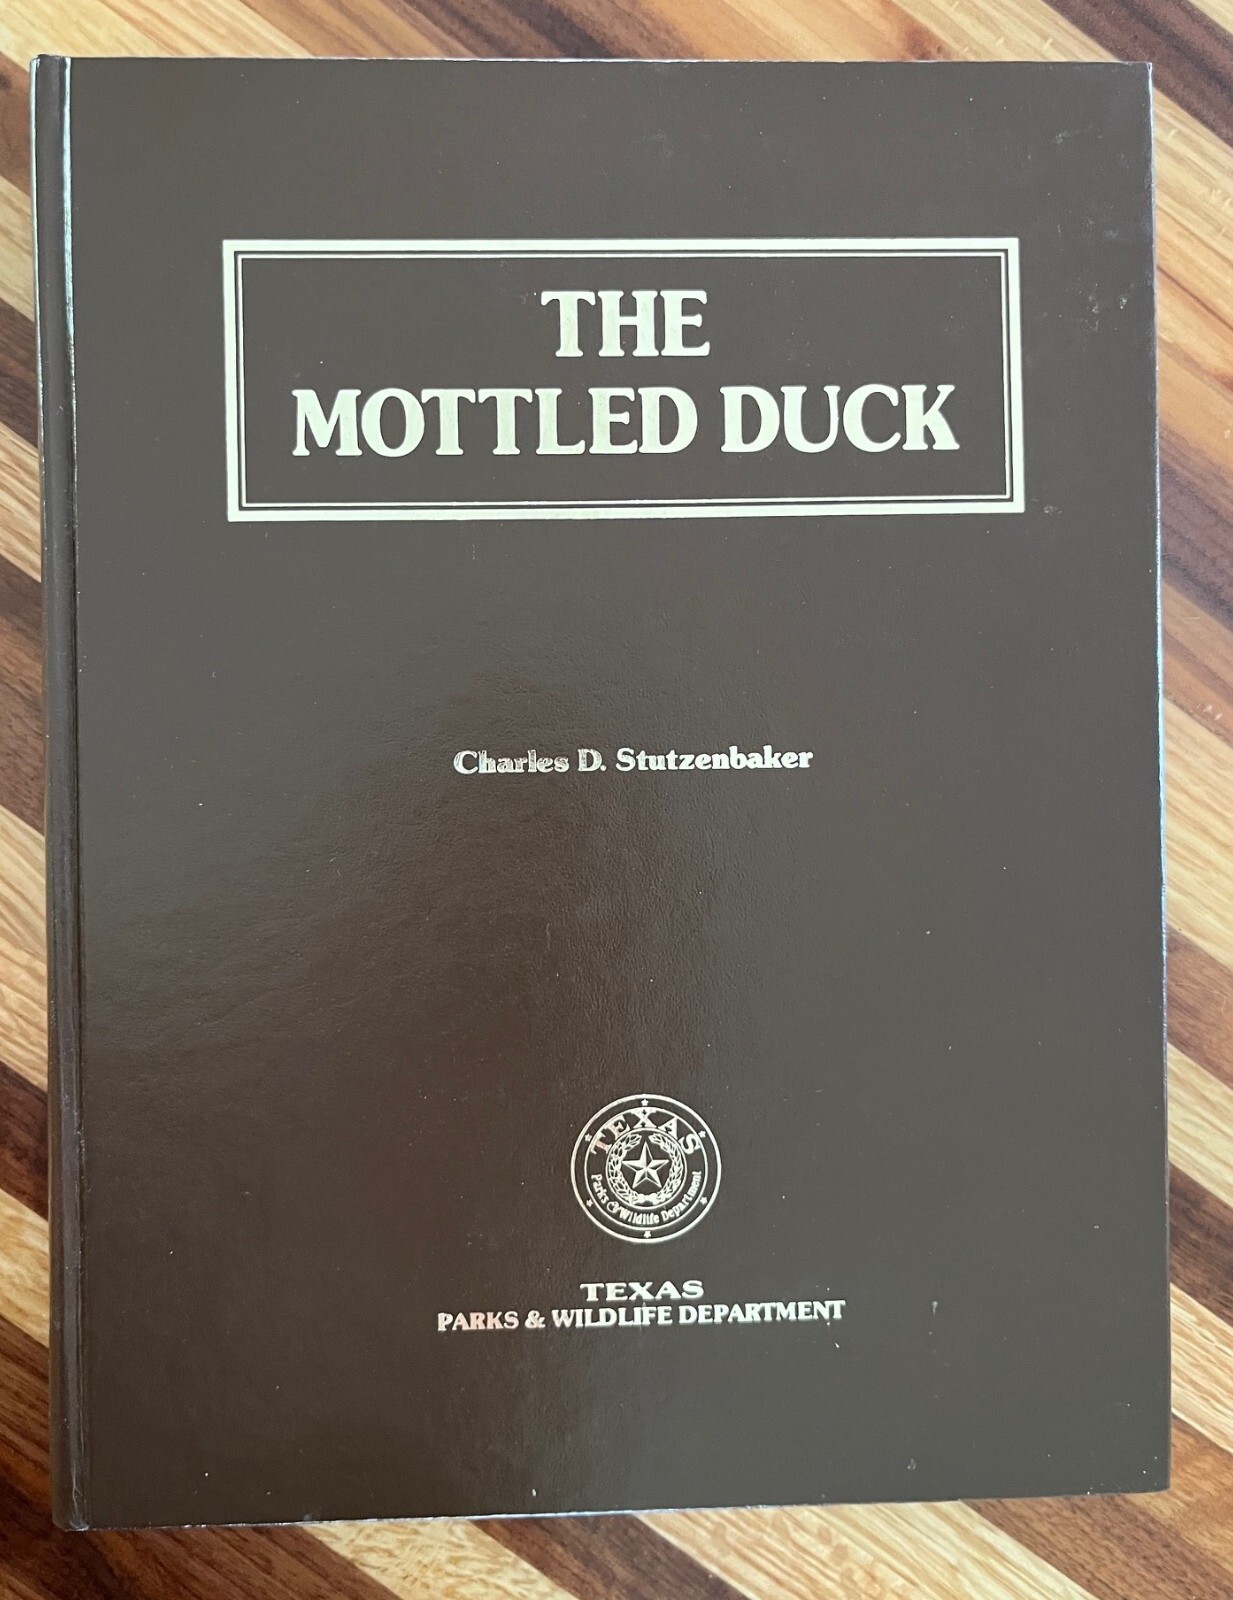 THE
MOTTLED DUCK
Charles D. Stutzenbaker
TEXAS
Parks & Wildlife Department
TEXAS
PARKS & WILDLIFE DEPARTMENT